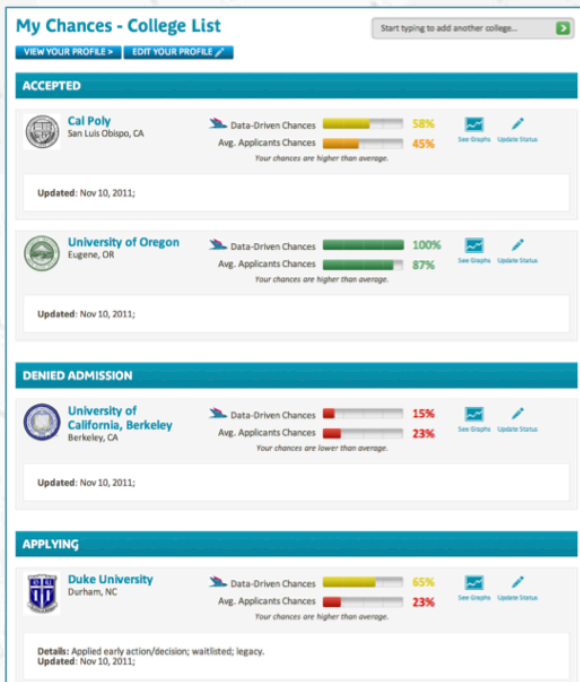 My Chances - College List
Start typing to add another college...
VIEW YOUR PROFILE >
EDIT YOUR PROFILE
ACCEPTED
Cal Poly
San Luis Obispo, CA
Data-Driven Chances 58%
Avg. Applicants Chances 45%
Your chances are higher than average.
See Graphs Update Status
Updated: Nov 10, 2011;
University of Oregon
Eugene, OR
Data-Driven Chances 100%
Avg. Applicants Chances 87%
Your chances are higher than average.
See Graphs Update Status
Updated: Nov 10, 2011;
DENIED ADMISSION
University of
California, Berkeley
Berkeley, CA
Data-Driven Chances 15%
Avg. Applicants Chances 23%
Your chances are lower than average.
See Graphs Update Status
Updated: Nov 10, 2011;
APPLYING
Duke University
Durham, NC
Data-Driven Chances 65%
Avg. Applicants Chances 23%
Your chances are higher than average.
See Graphs Update Status
Details: Applied early action/decision; waitlisted; legacy.
Updated: Nov 10, 2011;